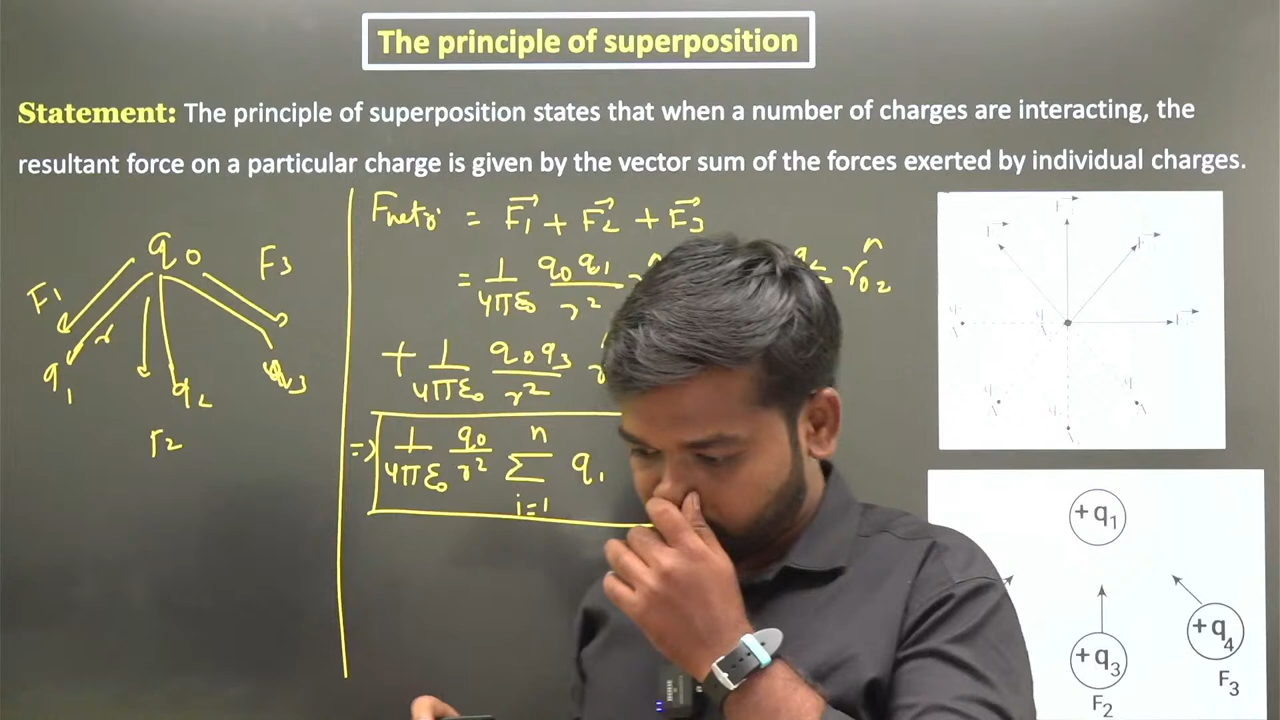 The principle of superposition
Statement: The principle of superposition states that when a number of charges are interacting, the
resultant force on a particular charge is given by the vector sum of the forces exerted by individual charges.
q0
F1
F3
r
q1
q2
q3
F2
= F1 + F2 + F3
= 1/4πε0 q0q1/r² r̂02
+ 1/4πε0 q0q3/r²
=> 1/4πε0 q0/r² n Σ i=1 q1
+q1
+q3
F2
+q4
F3